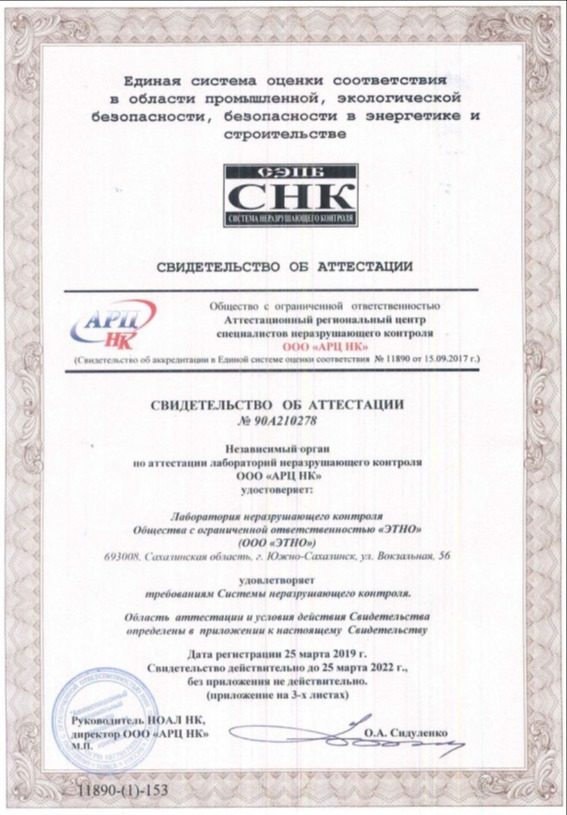 Единая система оценки соответствия
в области промышленной, экологической
безопасности, безопасности в энергетике и
строительстве
СЭПБ
СНК
СИСТЕМА НЕРАЗРУШАЮЩЕГО КОНТРОЛЯ
СВИДЕТЕЛЬСТВО ОБ АТТЕСТАЦИИ
АРЦ
НК
Общество с ограниченной ответственностью
Аттестационный региональный центр
специалистов неразрушающего контроля
ООО «АРЦ НК»
(Свидетельство об аккредитации в Единой системе оценки соответствия № 11890 от 15.09.2017 г.)
СВИДЕТЕЛЬСТВО ОБ АТТЕСТАЦИИ
№ 90А210278
Независимый орган
по аттестации лабораторий неразрушающего контроля
ООО «АРЦ НК»
удостоверяет:
Лаборатория неразрушающего контроля
Общества с ограниченной ответственностью «ЭТНО»
(ООО «ЭТНО»)
693008, Сахалинская область, г. Южно-Сахалинск, ул. Вокзальная, 56
удовлетворяет
требованиям Системы неразрушающего контроля.
Область аттестации и условия действия Свидетельства
определены в приложении к настоящему Свидетельству
Дата регистрации 25 марта 2019 г.
Свидетельство действительно до 25 марта 2022 г.,
без приложения не действительно.
(приложение на 3-х листах)
Руководитель НОАЛ НК,
директор ООО «АРЦ НК»
О.А. Сидуленко
М.П.
11890-(1)-153